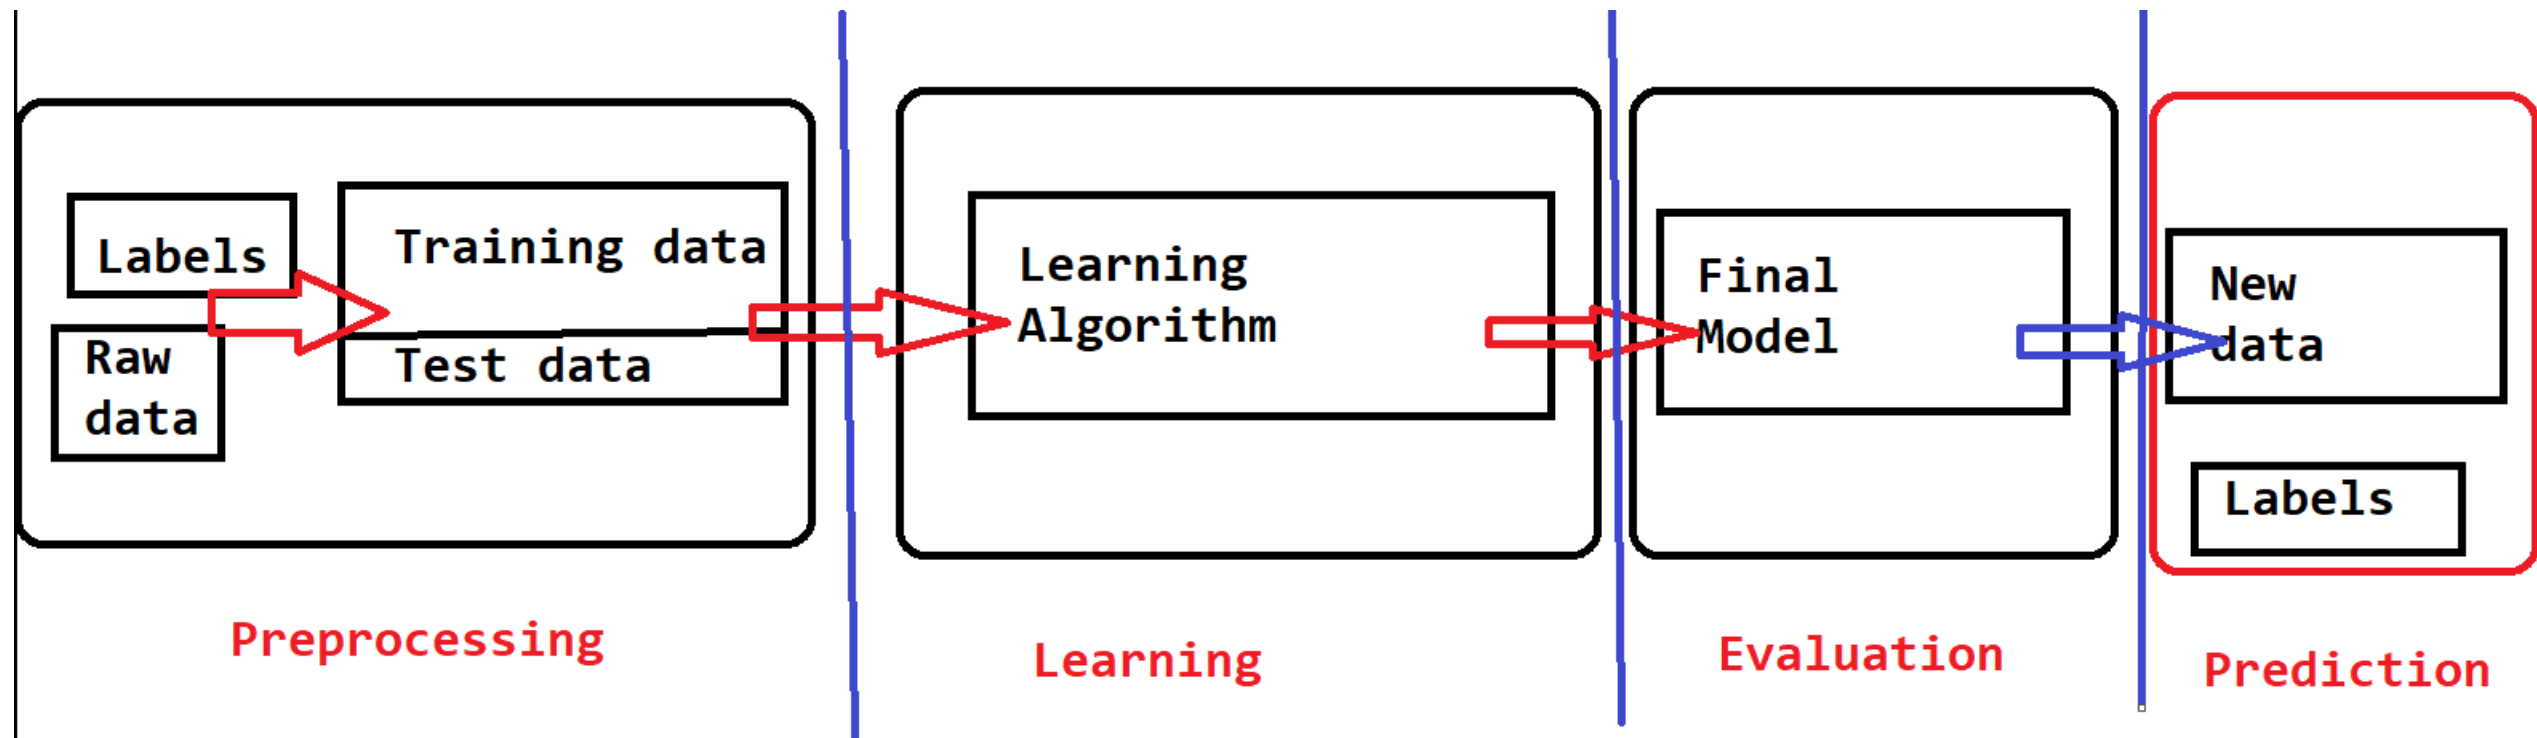 Labels
Raw
data
Training data
Test data
Preprocessing
Learning
Algorithm
Learning
Final
Model
Evaluation
New
data
Labels
Prediction